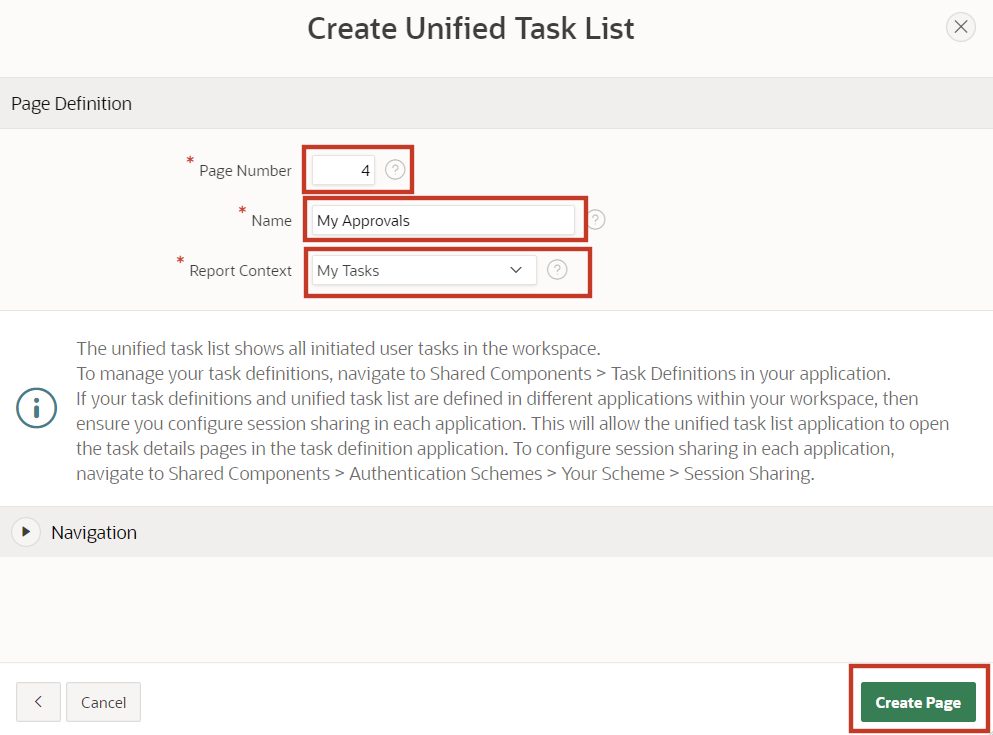 Create Unified Task List
Page Definition
* Page Number 4 ?
* Name My Approvals ?
* Report Context My Tasks ?
The unified task list shows all initiated user tasks in the workspace.
To manage your task definitions, navigate to Shared Components > Task Definitions in your application.
If your task definitions and unified task list are defined in different applications within your workspace, then
ensure you configure session sharing in each application. This will allow the unified task list application to open
the task details pages in the task definition application. To configure session sharing in each application,
navigate to Shared Components > Authentication Schemes > Your Scheme > Session Sharing.
Navigation
Cancel
Create Page